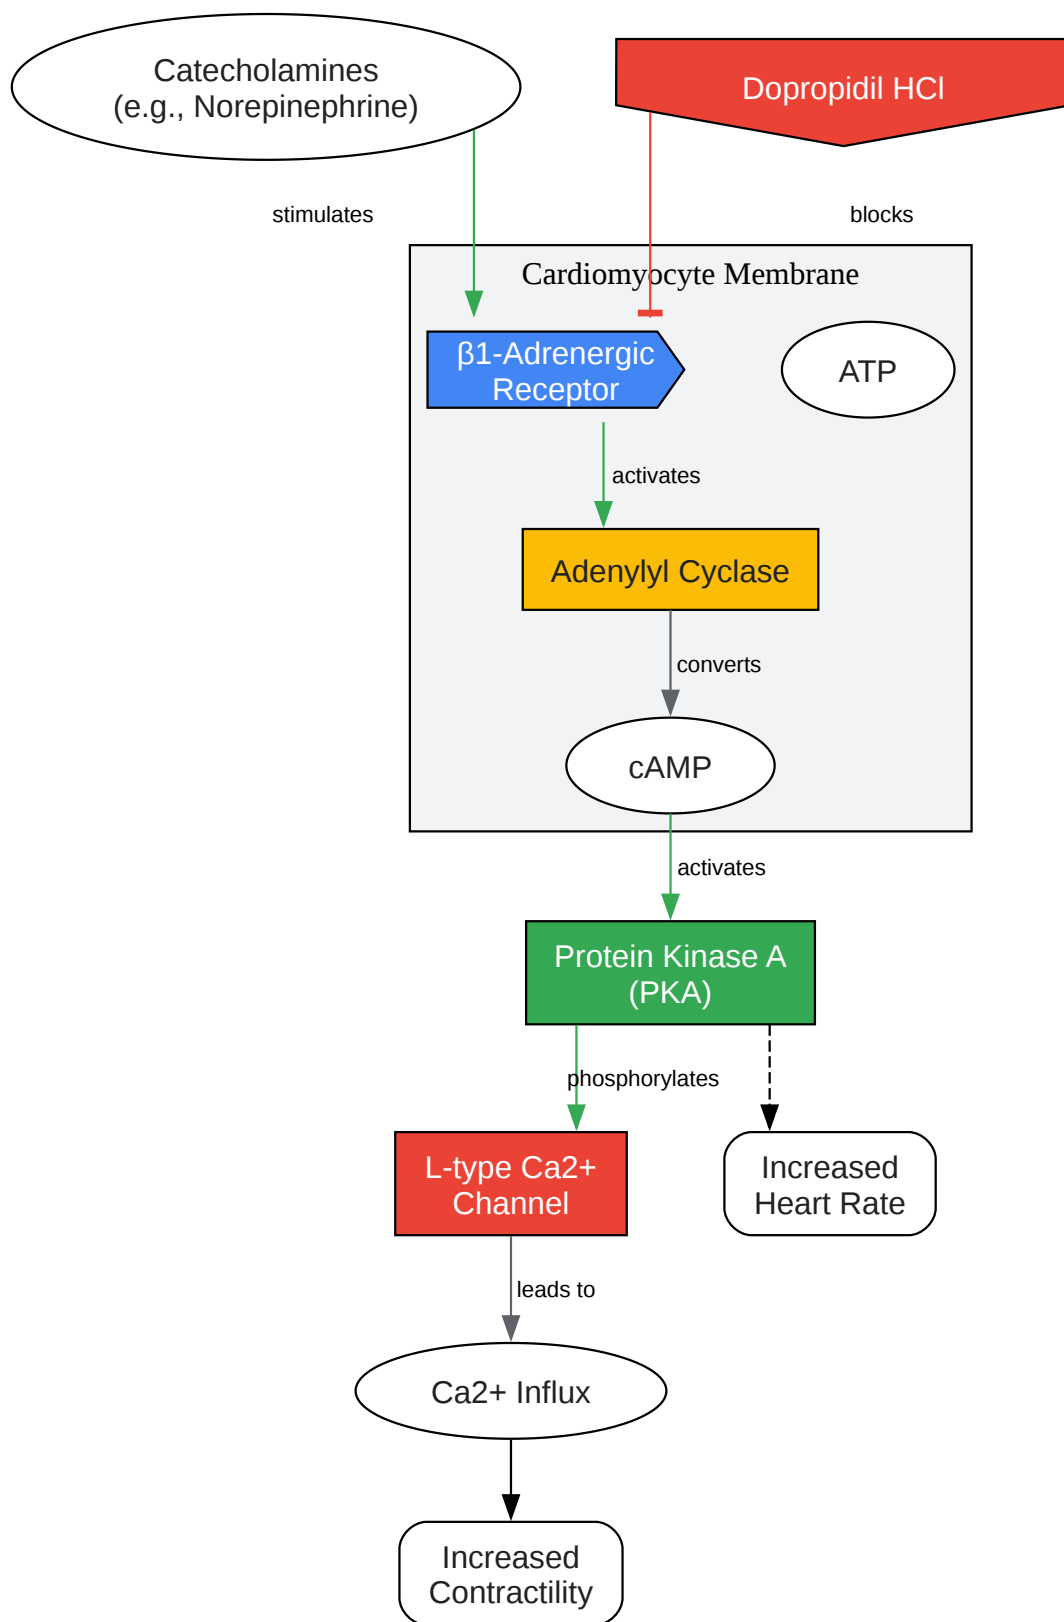 Catecholamines
(e.g., Norepinephrine)
Dopropidil HCl
stimulates
blocks
Cardiomyocyte Membrane
β1-Adrenergic
Receptor
ATP
activates
Adenylyl Cyclase
converts
cAMP
activates
Protein Kinase A
(PKA)
phosphorylates
L-type Ca2+
Channel
Increased
Heart Rate
leads to
Ca2+ Influx
Increased
Contractility